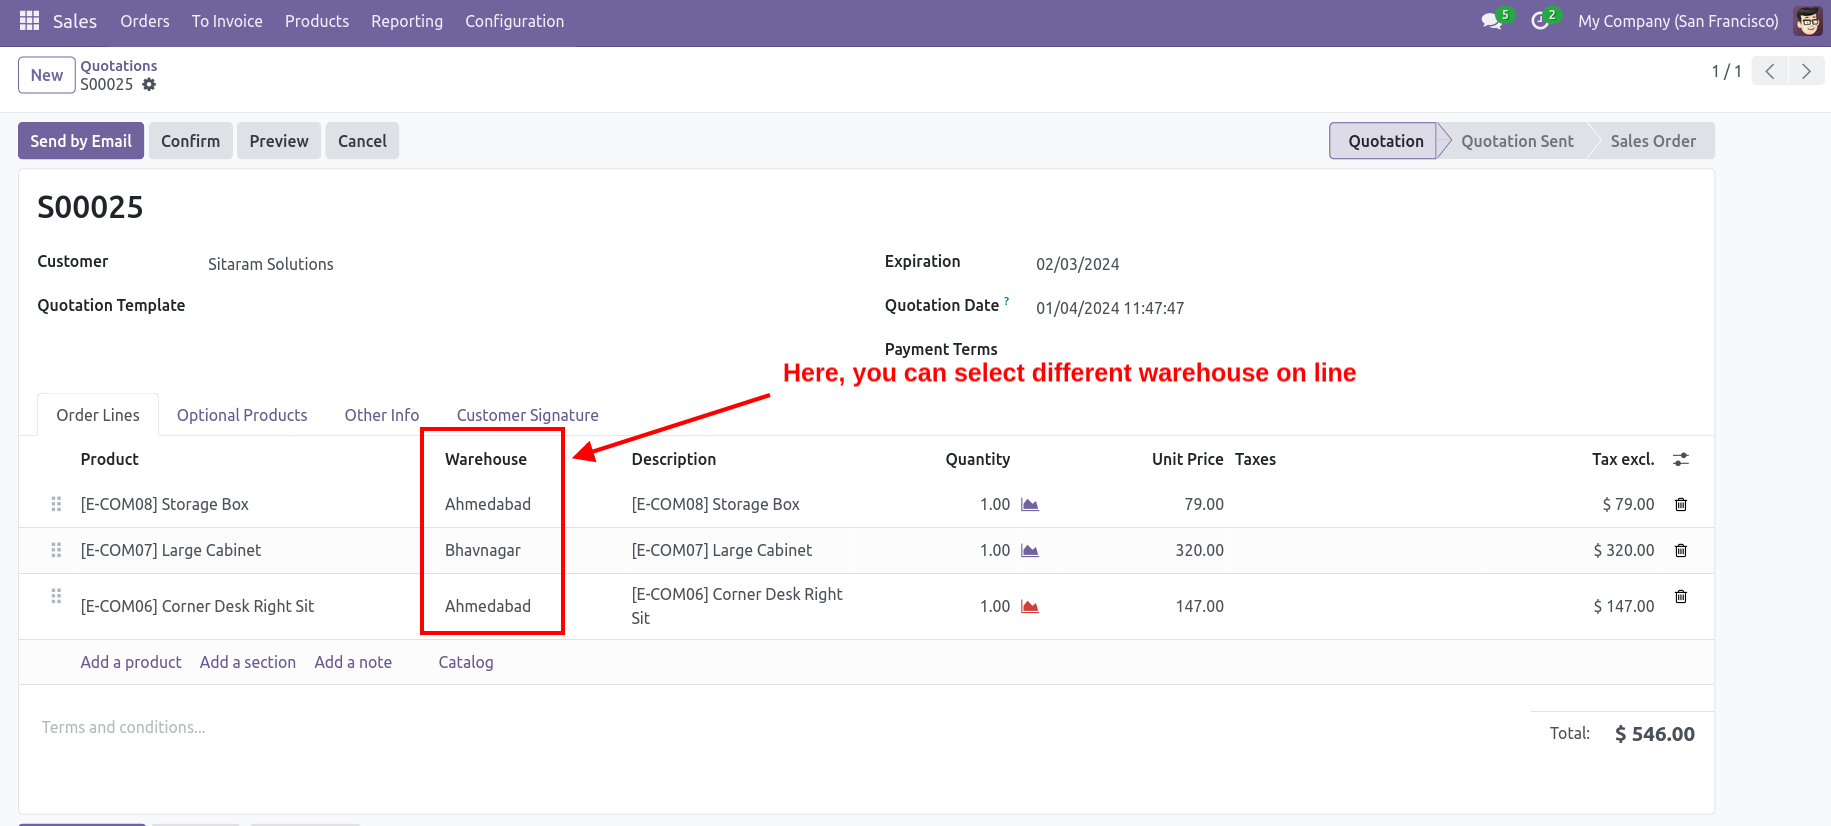 Sales Orders To Invoice Products Reporting Configuration 5 2 My Company (San Francisco)
New Quotations
S00025 1 / 1
Send by Email Confirm Preview Cancel Quotation Quotation Sent Sales Order
S00025
Customer Sitaram Solutions Expiration 02/03/2024
Quotation Template Quotation Date ? 01/04/2024 11:47:47
Payment Terms
Here, you can select different warehouse on line
Order Lines Optional Products Other Info Customer Signature
Product Warehouse Description Quantity Unit Price Taxes Tax excl.
[E-COM08] Storage Box Ahmedabad [E-COM08] Storage Box 1.00 79.00 $ 79.00
[E-COM07] Large Cabinet Bhavnagar [E-COM07] Large Cabinet 1.00 320.00 $ 320.00
[E-COM06] Corner Desk Right Sit Ahmedabad [E-COM06] Corner Desk Right Sit 1.00 147.00 $ 147.00
Add a product Add a section Add a note Catalog
Terms and conditions...
Total: $ 546.00